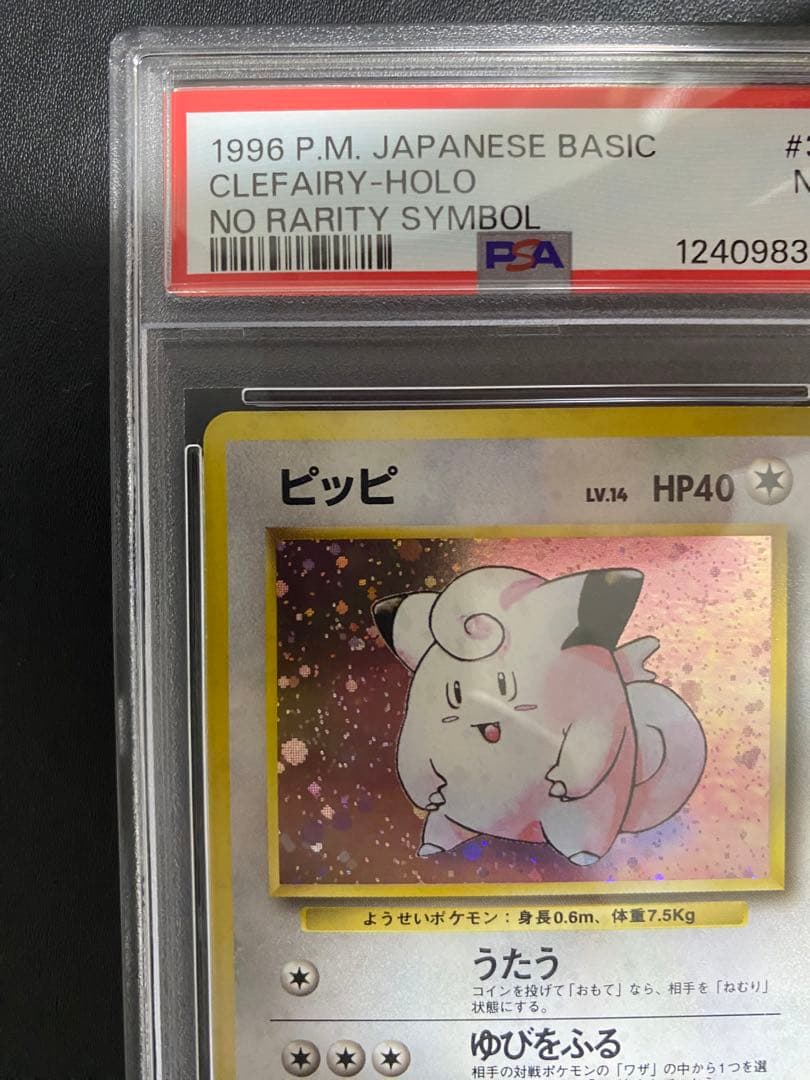 1996 P.M. JAPANESE BASIC
CLEFAIRY-HOLO
NO RARITY SYMBOL
PSA
1240983
ピッピ LV.14 HP40
ようせいポケモン：身長0.6m、体重7.5Kg
うたう
コインを投げて「おもて」なら、相手を「ねむり」
状態にする。
ゆびをふる
相手の対戦ポケモンの「ワザ」の中から1つを選